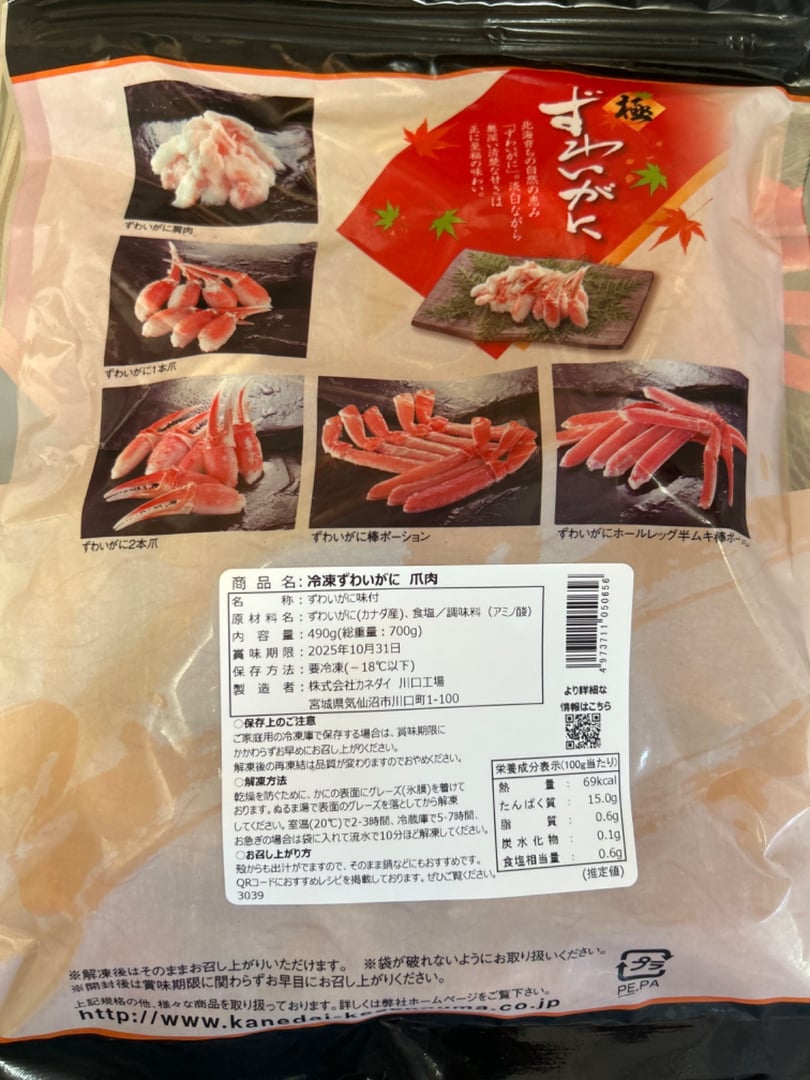 極
ずわいがに
北海育ちの自然の恵み
「ずわいがに」。淡白ながら
奥深い清楚な甘さは
正に至福の味わい。
ずわいがに肩肉
ずわいがに1本爪
ずわいがに2本爪
ずわいがに棒ポーション
ずわいがにホールレッグ半ムキ棒ポーション
商品名:冷凍ずわいがに 爪肉
名称:ずわいがに味付
原材料名:ずわいがに(カナダ産)、食塩/調味料(アミノ酸)
内容量:490g(総重量:700g)
賞味期限:2025年10月31日
保存方法:要冷凍(-18℃以下)
製造者:株式会社カネダイ 川口工場
宮城県気仙沼市川口町1-100
4973711050656
より詳細な
情報はこちら
○保存上のご注意
ご家庭用の冷凍庫で保存する場合は、賞味期限に
かかわらずお早めにお召し上がりください。
解凍後の再凍結は品質が変わりますのでおやめください。
○解凍方法
乾燥を防ぐために、かにの表面にグレーズ(氷膜)を着けて
おります。ぬるま湯で表面のグレーズを落としてから解凍
してください。室温(20℃)で2-3時間、冷蔵庫で5-7時間、
お急ぎの場合は袋に入れて流水で10分ほど解凍してください。
○お召し上がり方
殻からも出汁がでますので、そのまま鍋などにもおすすめです。
QRコードにおすすめレシピを掲載しております。ぜひご覧ください。
3039
栄養成分表示(100g当たり)
熱量:69kcal
たんぱく質:15.0g
脂質:0.6g
炭水化物:0.1g
食塩相当量:0.6g
(推定値)
※解凍後はそのままお召し上がりいただけます。 ※袋が破れないようにお取り扱いください。
※開封後は賞味期限に関わらずお早目にお召し上がりください。
上記規格の他、様々な商品を取り扱っております。詳しくは弊社ホームページをご覧下さい。
http://www.kanedai-kesennuma.co.jp
プラ
PE,PA